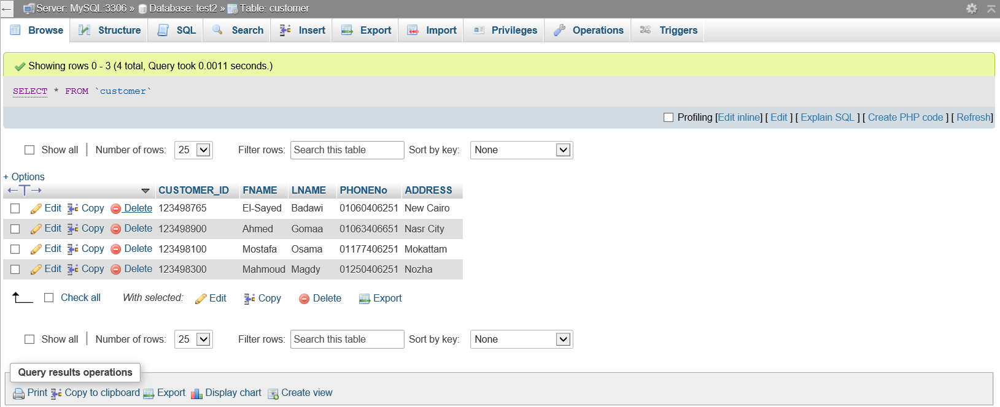 Server: MySQL:3306 » Database: test2 » Table: customer
Browse Structure SQL Search Insert Export Import Privileges Operations Triggers
Showing rows 0 - 3 (4 total, Query took 0.0011 seconds.)
SELECT * FROM `customer`
Profiling [Edit inline] [ Edit ] [ Explain SQL ] [ Create PHP code ] [ Refresh]
Show all | Number of rows: 25 Filter rows: Search this table Sort by key: None
+ Options
←T→ CUSTOMER_ID FNAME LNAME PHONENo ADDRESS
Edit Copy Delete 123498765 El-Sayed Badawi 01060406251 New Cairo
Edit Copy Delete 123498900 Ahmed Gomaa 01063406651 Nasr City
Edit Copy Delete 123498100 Mostafa Osama 01177406251 Mokattam
Edit Copy Delete 123498300 Mahmoud Magdy 01250406251 Nozha
Check all With selected: Edit Copy Delete Export
Show all | Number of rows: 25 Filter rows: Search this table Sort by key: None
Query results operations
Print Copy to clipboard Export Display chart Create view